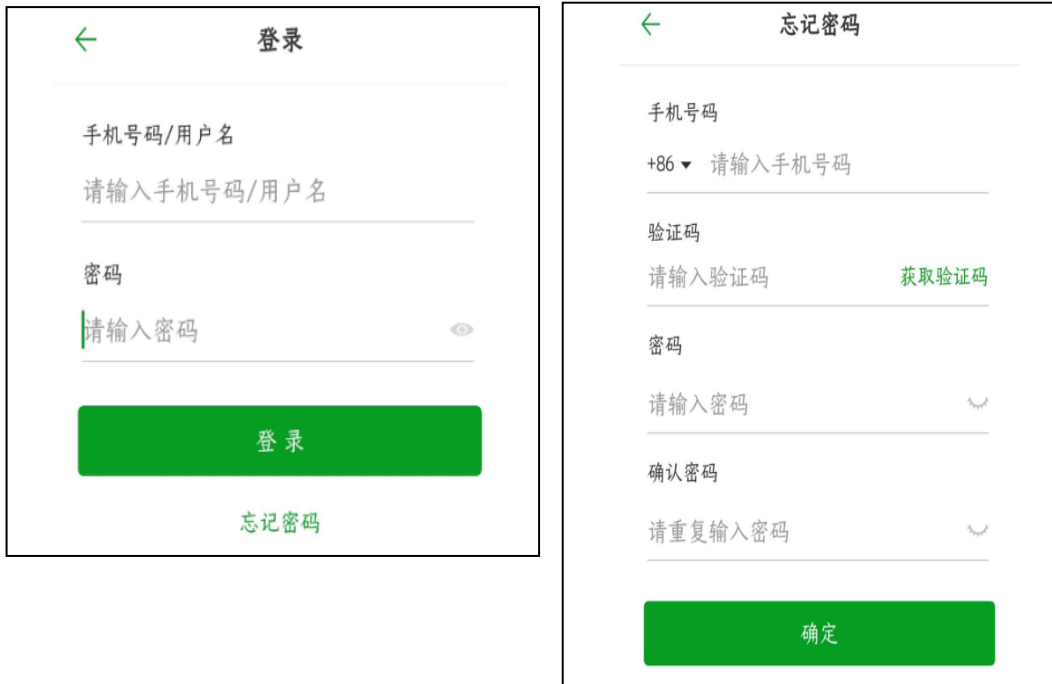 登录
手机号码/用户名
请输入手机号码/用户名
密码
请输入密码
登 录
忘记密码
忘记密码
手机号码
+86 请输入手机号码
验证码
请输入验证码 获取验证码
密码
请输入密码
确认密码
请重复输入密码
确定